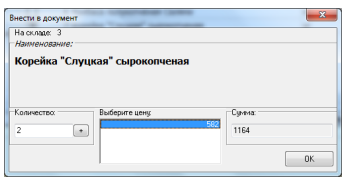 Внести в документ
На складе: 3
Наименование:
Корейка "Слуцкая" сырокопченая
Количество:
Выберите цену:
Сумма:
2
+
582
1164
OK